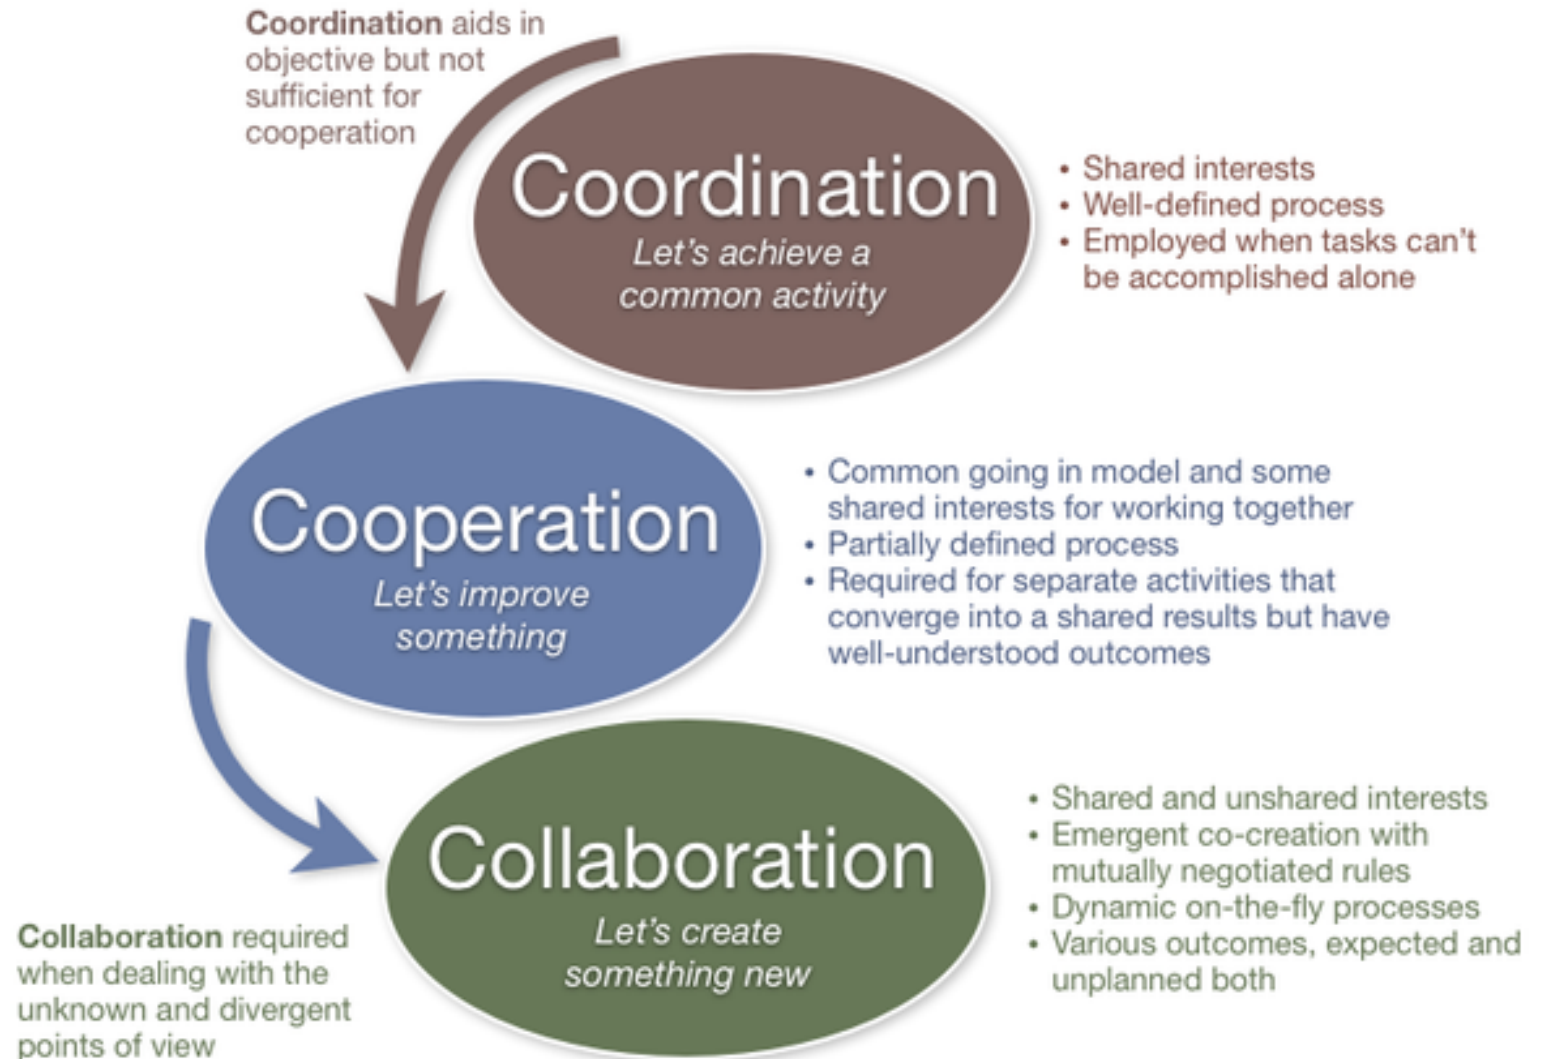 Coordination aids in
objective but not
sufficient for
cooperation
Coordination
Let's achieve a
common activity
• Shared interests
• Well-defined process
• Employed when tasks can't
be accomplished alone
Cooperation
Let's improve
something
• Common going in model and some
shared interests for working together
• Partially defined process
• Required for separate activities that
converge into a shared results but have
well-understood outcomes
Collaboration
Let's create
something new
• Shared and unshared interests
• Emergent co-creation with
mutually negotiated rules
• Dynamic on-the-fly processes
• Various outcomes, expected and
unplanned both
Collaboration required
when dealing with the
unknown and divergent
points of view